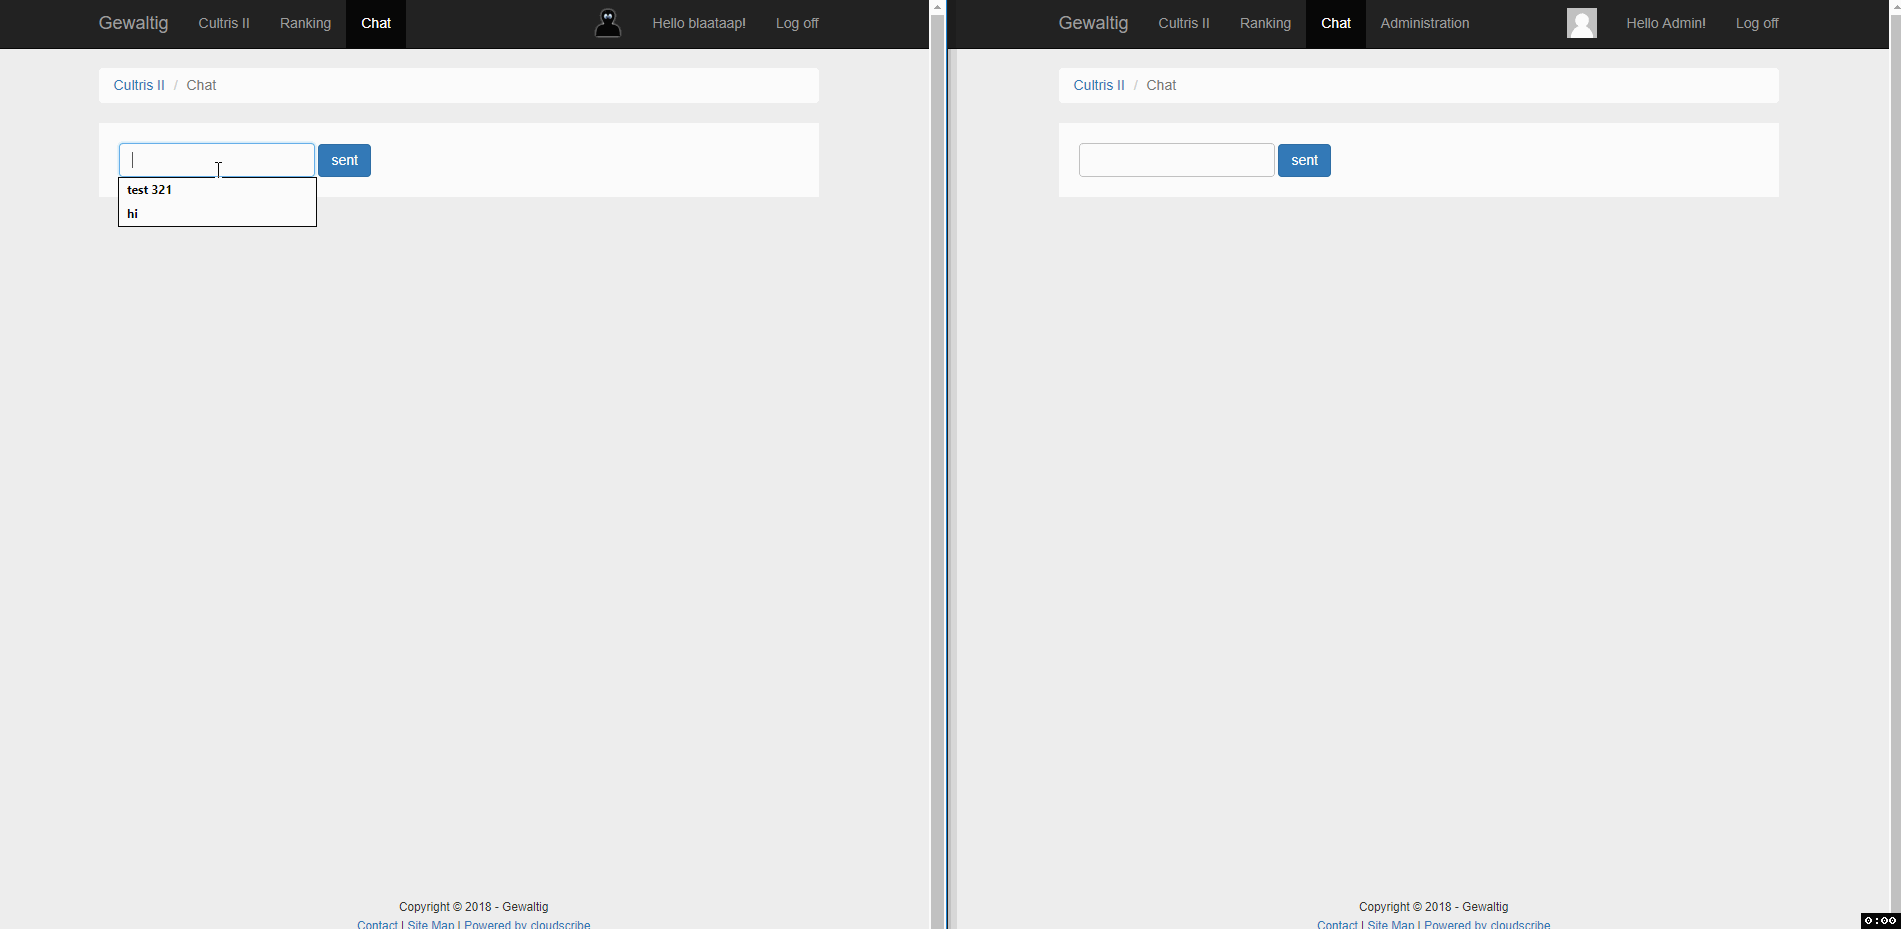 Gewaltig Cultris II Ranking Chat Hello blaataap! Log off
Cultris II / Chat
sent
test 321
hi
Copyright © 2018 - Gewaltig
Contact | Site Map | Powered by cloudscribe
Gewaltig Cultris II Ranking Chat Administration Hello Admin! Log off
Cultris II / Chat
sent
Copyright © 2018 - Gewaltig
Contact | Site Map | Powered by cloudscribe
0:00